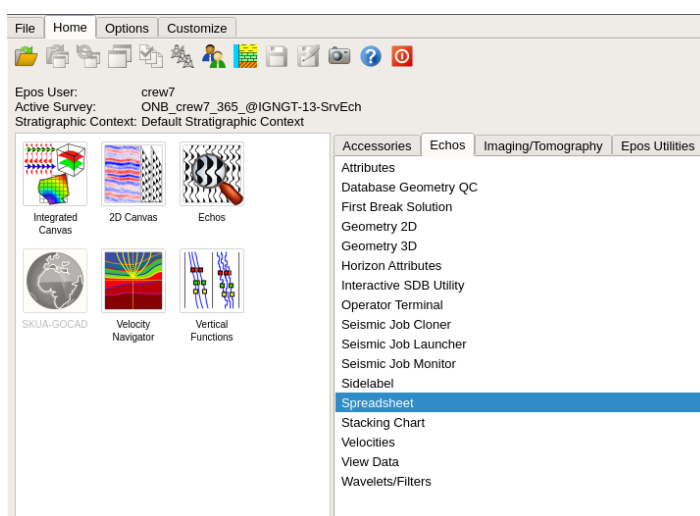 File Home Options Customize
Epos User: crew7
Active Survey: ONB_crew7_365_@IGNGT-13-SrvEch
Stratigraphic Context: Default Stratigraphic Context
Integrated Canvas
2D Canvas
Echos
SKUA-GOCAD
Velocity Navigator
Vertical Functions
Accessories Echos Imaging/Tomography Epos Utilities
Attributes
Database Geometry QC
First Break Solution
Geometry 2D
Geometry 3D
Horizon Attributes
Interactive SDB Utility
Operator Terminal
Seismic Job Cloner
Seismic Job Launcher
Seismic Job Monitor
Sidelabel
Spreadsheet
Stacking Chart
Velocities
View Data
Wavelets/Filters